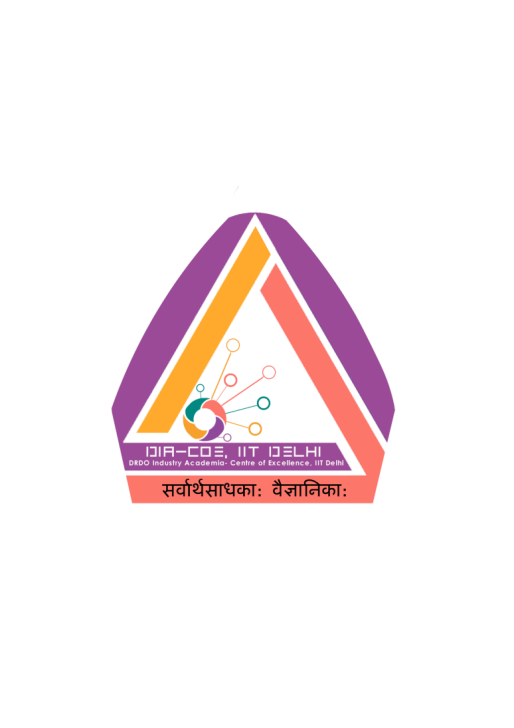 DIA-COE, IIT DELHI
DRDO Industry Academia- Centre of Excellence, IIT Delhi
सर्वार्थसाधका: वैज्ञानिका: